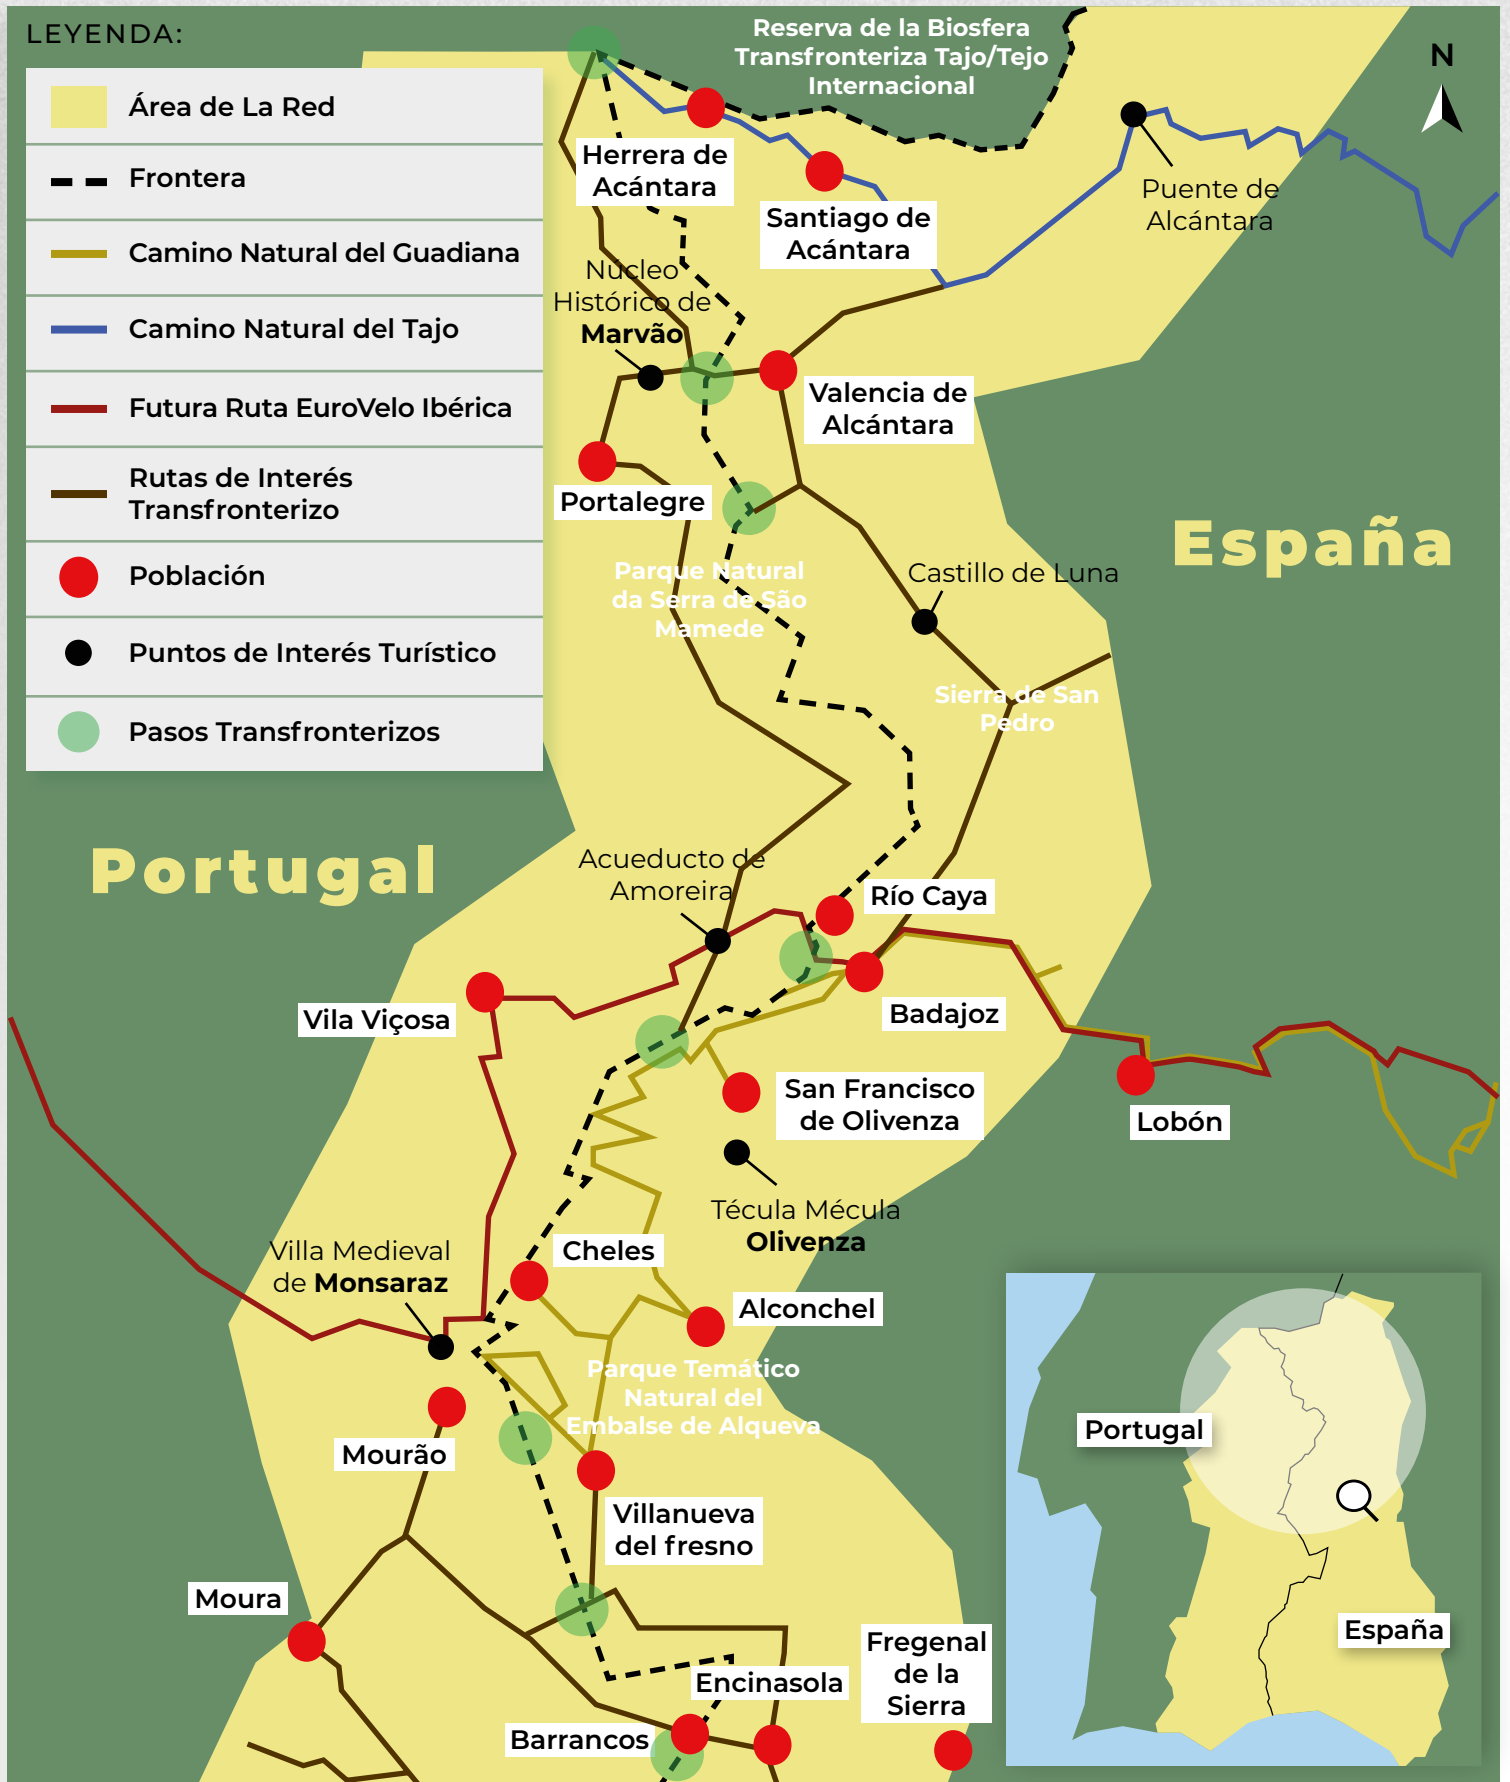 LEYENDA:
Área de La Red
Frontera
Camino Natural del Guadiana
Camino Natural del Tajo
Futura Ruta EuroVelo Ibérica
Rutas de Interés
Transfronterizo
Población
Puntos de Interés Turístico
Pasos Transfronterizos
Reserva de la Biosfera
Transfronteriza Tajo/Tejo
Internacional
N
Herrera de
Acántara
Santiago de
Acántara
Puente de
Alcántara
Núcleo
Histórico de
Marvão
Valencia de
Alcántara
Portalegre
España
Parque Natural
da Serra de São
Mamede
Castillo de Luna
Sierra de San
Pedro
Portugal
Acueducto de
Amoreira
Río Caya
Vila Viçosa
Badajoz
San Francisco
de Olivenza
Lobón
Técula Mécula
Olivenza
Villa Medieval
de Monsaraz
Cheles
Alconchel
Parque Temático
Natural del
Embalse de Alqueva
Mourão
Villanueva
del fresno
Moura
Fregenal
de la
Sierra
Encinasola
Barrancos
Portugal
España